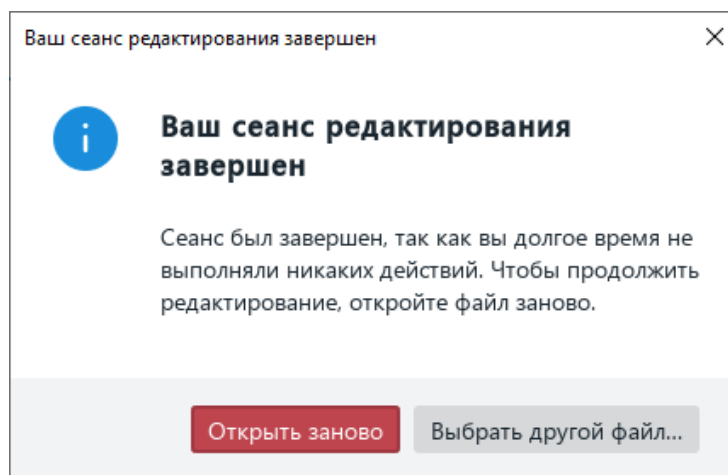 Ваш сеанс редактирования завершен
Ваш сеанс редактирования
завершен
Сеанс был завершен, так как вы долгое время не
выполняли никаких действий. Чтобы продолжить
редактирование, откройте файл заново.
Открыть заново
Выбрать другой файл...